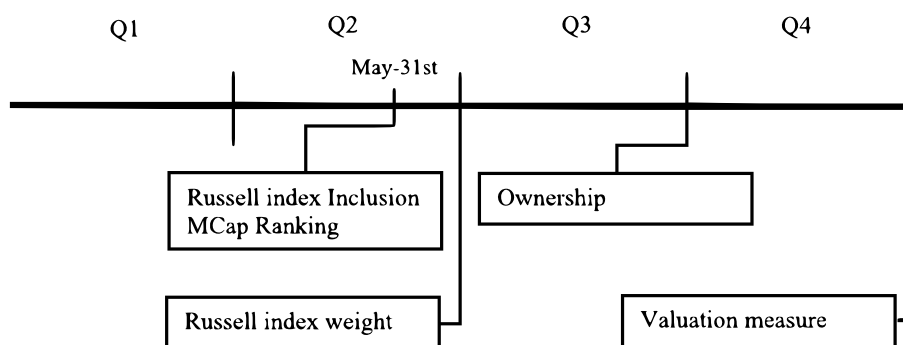 Q1
Q2
Q3
Q4
May-31st
Russell index Inclusion
MCap Ranking
Ownership
Russell index weight
Valuation measure